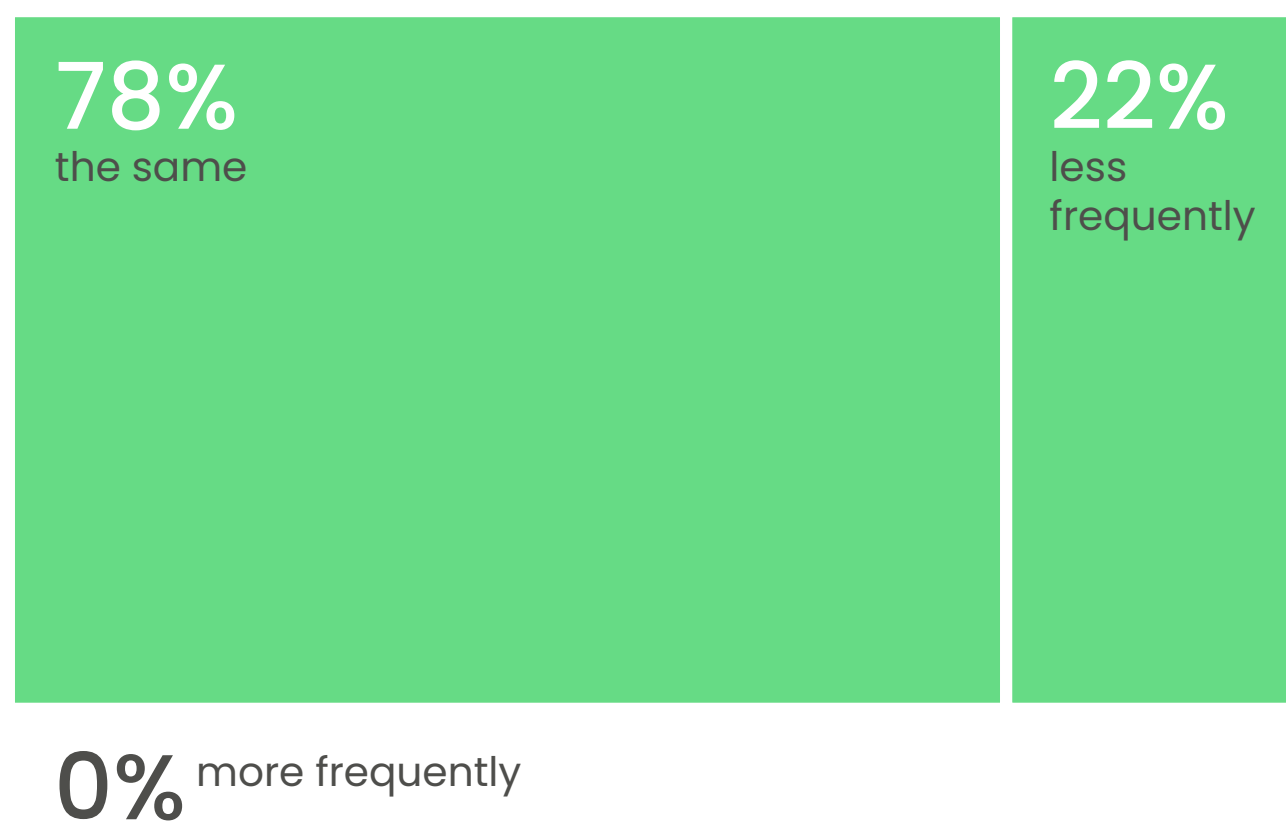 78%
the same
22%
less
frequently
0% more frequently